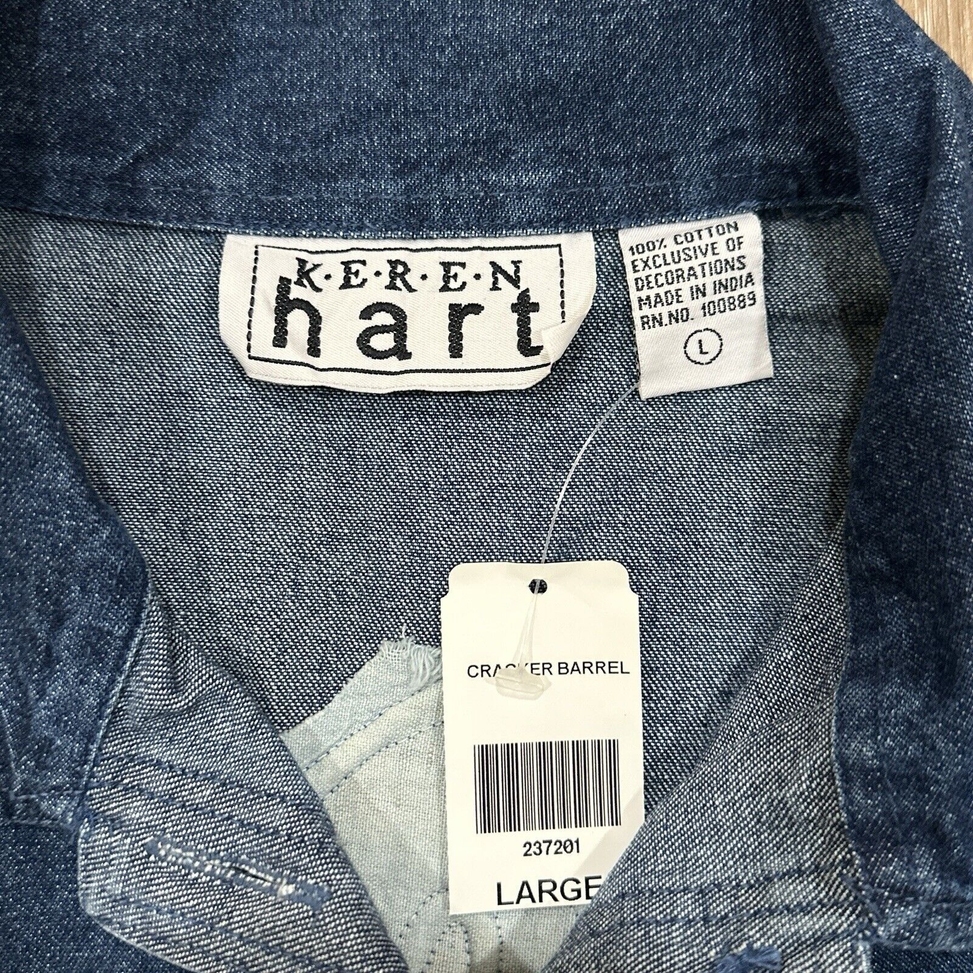 K·E·R·E·N
hart
100% COTTON
EXCLUSIVE OF
DECORATIONS
MADE IN INDIA
RN.NO. 100889
L
CRACKER BARREL
237201
LARGE